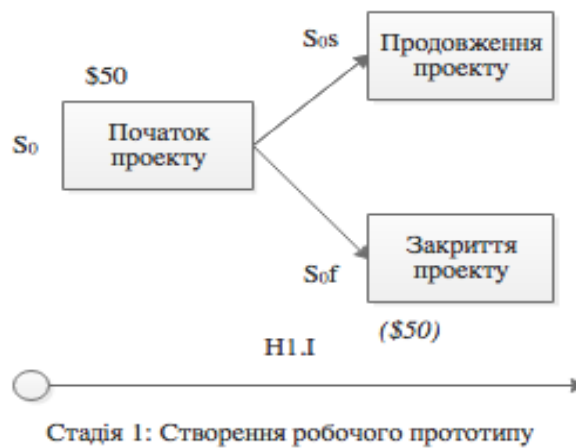 S₀s
Продовження
проекту
$50
S₀
Початок
проекту
Закриття
проекту
S₀f
($50)
H1.I
Стадія 1: Створення робочого прототипу